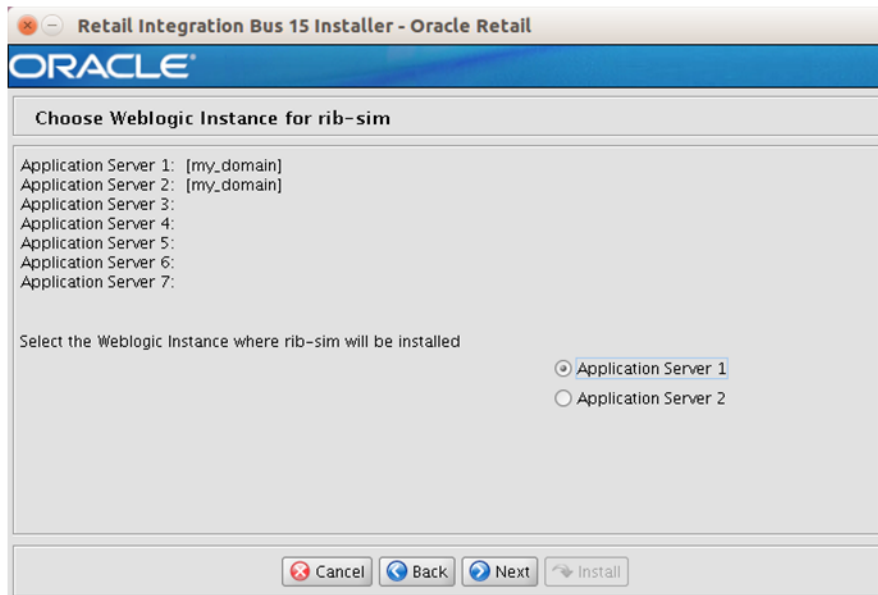 Retail Integration Bus 15 Installer - Oracle Retail
ORACLE
Choose Weblogic Instance for rib-sim
Application Server 1: [my_domain]
Application Server 2: [my_domain]
Application Server 3:
Application Server 4:
Application Server 5:
Application Server 6:
Application Server 7:
Select the Weblogic Instance where rib-sim will be installed
Application Server 1
Application Server 2
Cancel Back Next Install